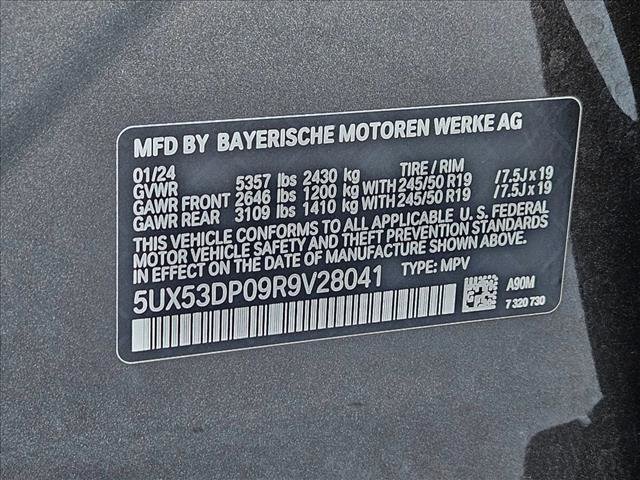 MFD BY BAYERISCHE MOTOREN WERKE AG
01/24 TIRE / RIM
GVWR 5357 lbs 2430 kg
GAWR FRONT 2646 lbs 1200 kg WITH 245/50 R19 / 7.5J x 19
GAWR REAR 3109 lbs 1410 kg WITH 245/50 R19 / 7.5J x 19
THIS VEHICLE CONFORMS TO ALL APPLICABLE U. S. FEDERAL
MOTOR VEHICLE SAFETY AND THEFT PREVENTION STANDARDS
IN EFFECT ON THE DATE OF MANUFACTURE SHOWN ABOVE.
5UX53DP09R9V28041 TYPE: MPV
A90M
7 320 730